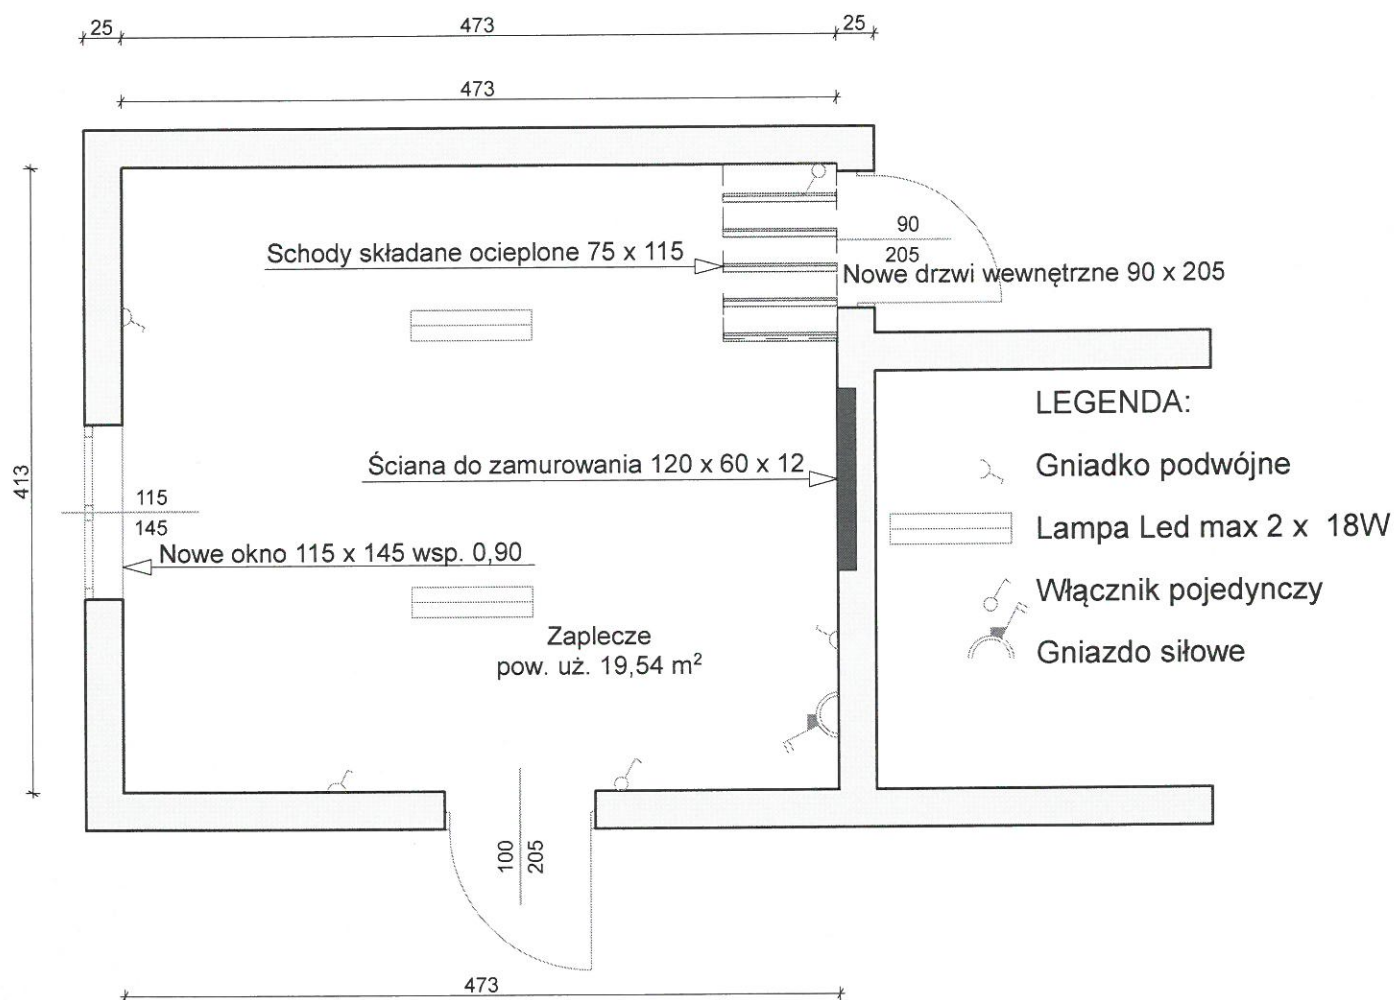 25
473
25
473
90
205
Schody składane ocieplone 75 x 115
Nowe drzwi wewnętrzne 90 x 205
LEGENDA:
Ściana do zamurowania 120 x 60 x 12
Gniadko podwójne
413
115
145
Lampa Led max 2 x 18W
Nowe okno 115 x 145 wsp. 0,90
Włącznik pojedynczy
Zaplecze
pow. uż. 19,54 m²
Gniazdo siłowe
100
205
473